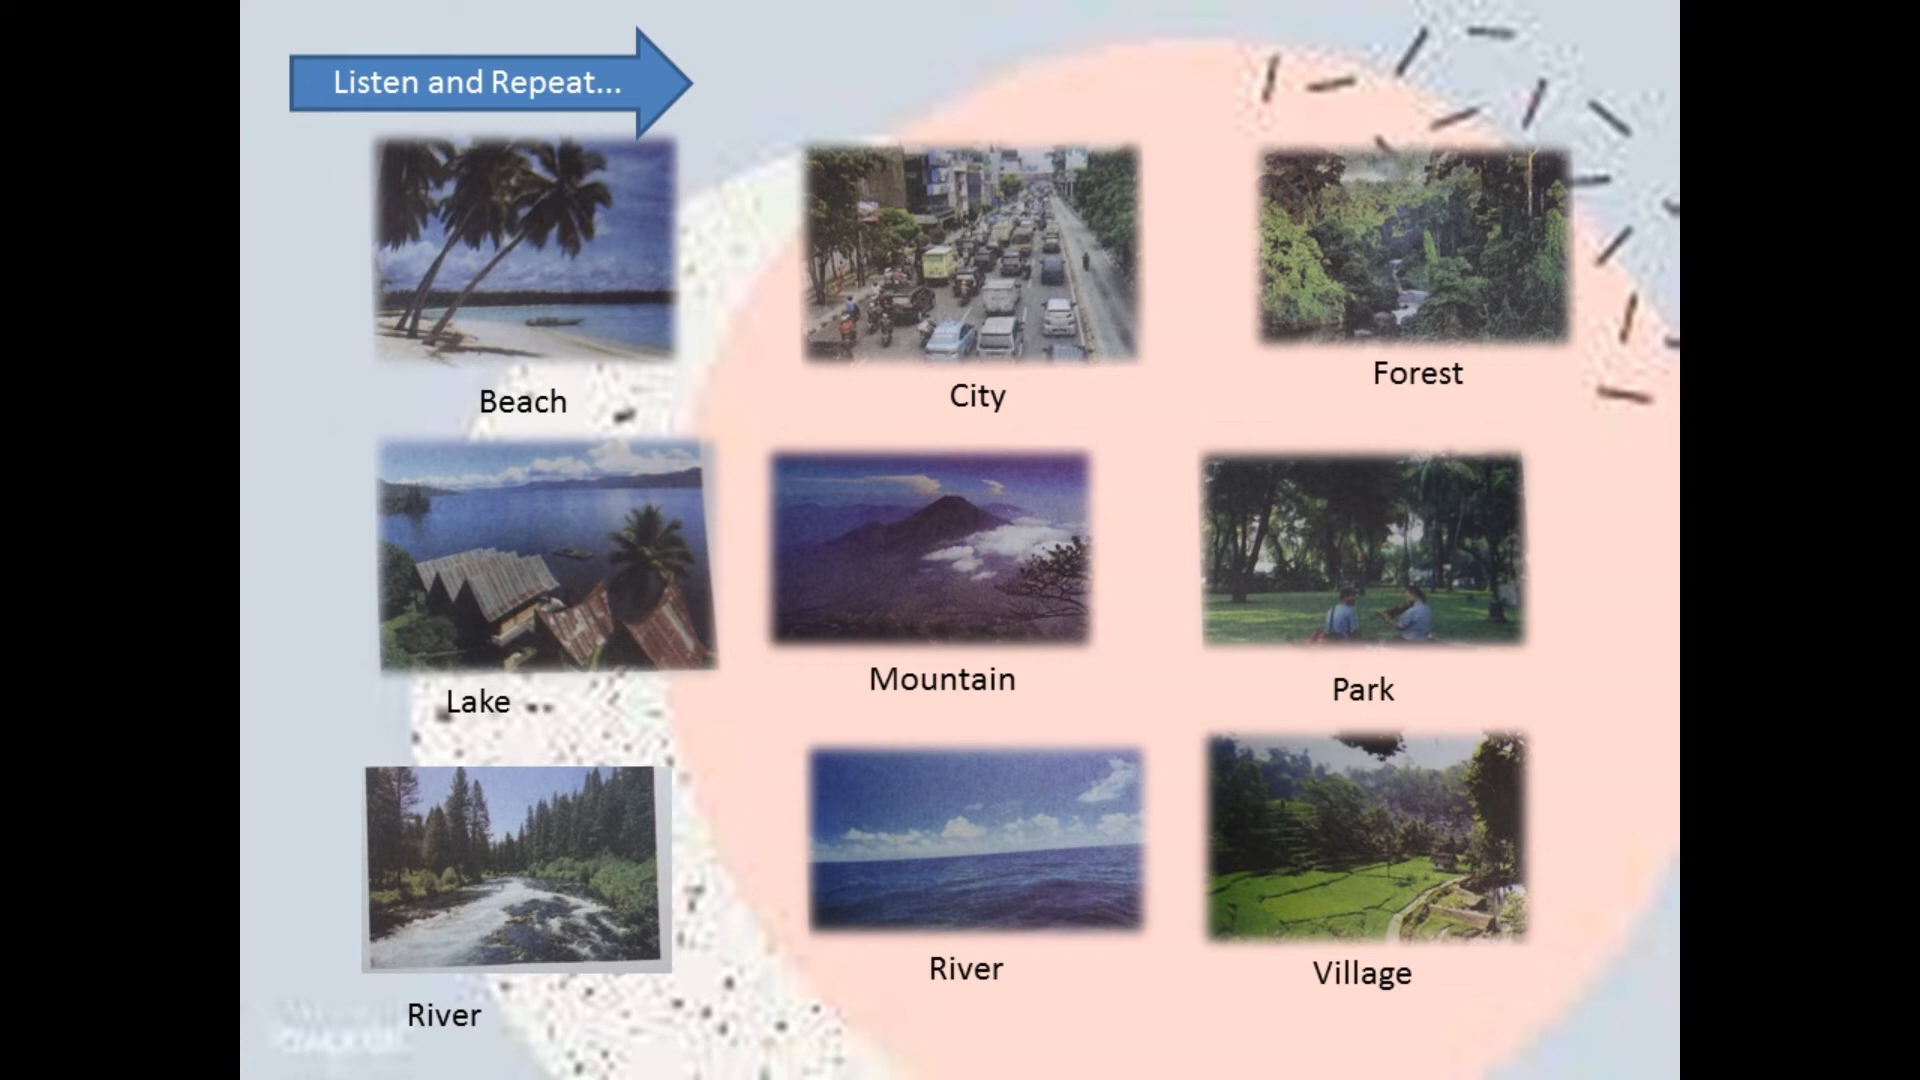 Listen and Repeat...
Beach
City
Forest
Lake
Mountain
Park
River
River
Village